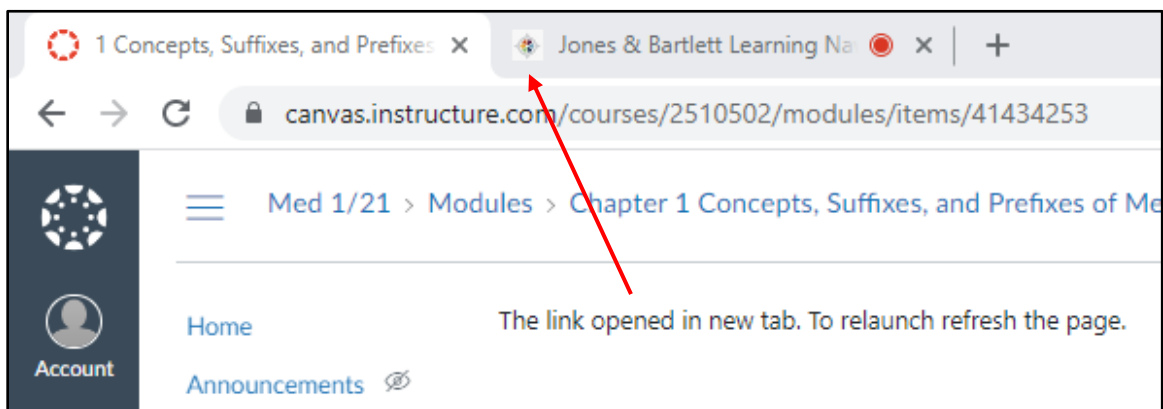 1 Concepts, Suffixes, and Prefixes
Jones & Bartlett Learning Na
canvas.instructure.com/courses/2510502/modules/items/41434253
Med 1/21 > Modules > Chapter 1 Concepts, Suffixes, and Prefixes of Me
Home
The link opened in new tab. To relaunch refresh the page.
Account
Announcements